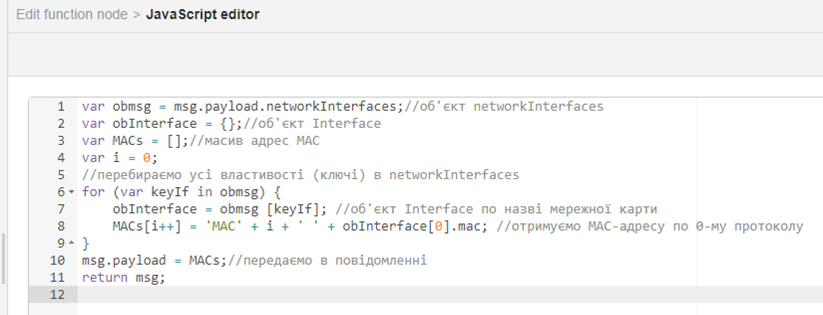 Edit function node > JavaScript editor
1 var obmsg = msg.payload.networkInterfaces;//об'єкт networkInterfaces
2 var obInterface = {};//об'єкт Interface
3 var MACs = [];//масив адрес MAC
4 var i = 0;
5 //перебираємо усі властивості (ключі) в networkInterfaces
6 for (var keyIf in obmsg) {
7 obInterface = obmsg [keyIf]; //об'єкт Interface по назві мережної карти
8 MACs[i++] = 'MAC' + i + ' ' + obInterface[0].mac; //отримуємо MAC-адресу по 0-му протоколу
9 }
10 msg.payload = MACs;//передаємо в повідомленні
11 return msg;
12